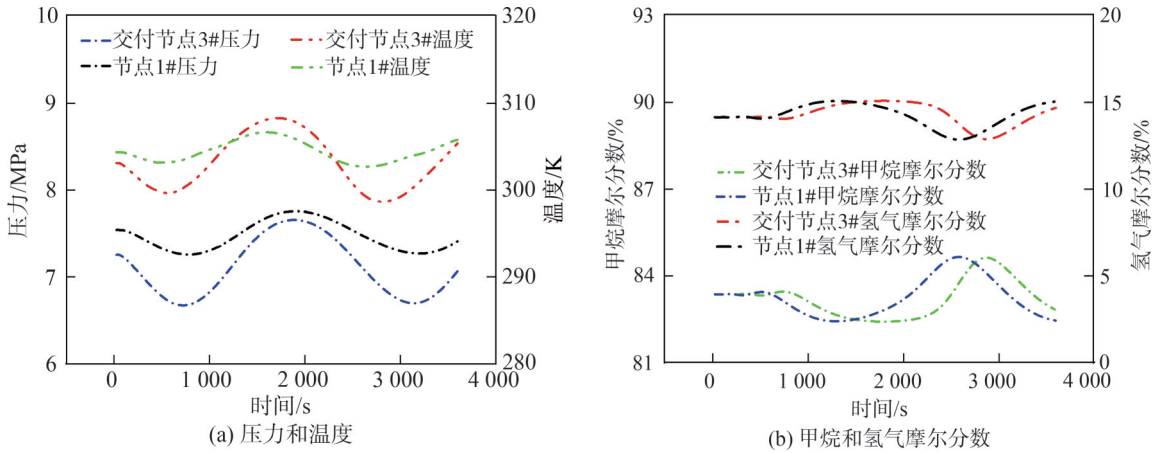 10
9
8
7
6
压力/MPa
320
310
300
290
280
温度/K
交付节点3#压力
交付节点3#温度
节点1#压力
节点1#温度
0
1 000
2 000
3 000
4 000
时间/s
(a) 压力和温度
93
90
87
84
81
甲烷摩尔分数/%
20
15
10
5
0
氢气摩尔分数/%
交付节点3#甲烷摩尔分数
节点1#甲烷摩尔分数
交付节点3#氢气摩尔分数
节点1#氢气摩尔分数
0
1 000
2 000
3 000
4 000
时间/s
(b) 甲烷和氢气摩尔分数